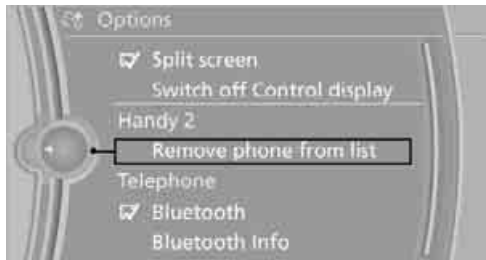 Options
Split screen
Switch off Control display
Handy 2
Remove phone from list
Telephone
Bluetooth
Bluetooth Info